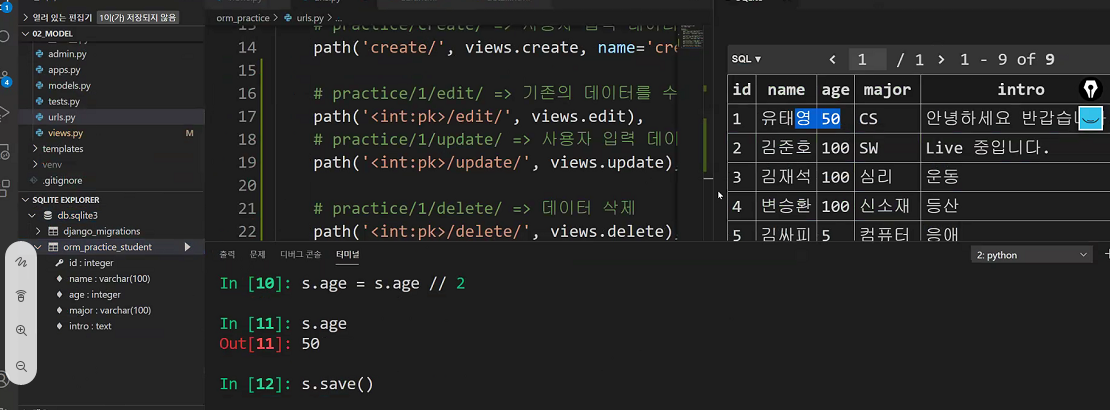 열려 있는 편집기 1이(가) 저장되지 않음
02_MODEL
admin.py
apps.py
models.py
tests.py
urls.py
views.py M
templates
venv
.gitignore
SQLITE EXPLORER
db.sqlite3
django_migrations
orm_practice_student
id : integer
name : varchar(100)
age : integer
major : varchar(100)
intro : text
orm_practice > urls.py > ...
13 # practice/create/ => 사용자 입력 데이터
14 path('create/', views.create, name='cre
15
16 # practice/1/edit/ => 기존의 데이터를 수
17 path('<int:pk>/edit/', views.edit),
18 # practice/1/update/ => 사용자 입력 데이
19 path('<int:pk>/update/', views.update)
20
21 # practice/1/delete/ => 데이터 삭제
22 path('<int:pk>/delete/', views.delete)
SQL 1 / 1 1 - 9 of 9
id name age major intro
1 유태영 50 CS 안녕하세요 반갑습니
2 김준호 100 SW Live 중입니다.
3 김재석 100 심리 운동
4 변승환 100 신소재 등산
5 김싸피 5 컴퓨터 응애
출력 문제 디버그 콘솔 터미널 2: python
In [10]: s.age = s.age // 2
In [11]: s.age
Out[11]: 50
In [12]: s.save()